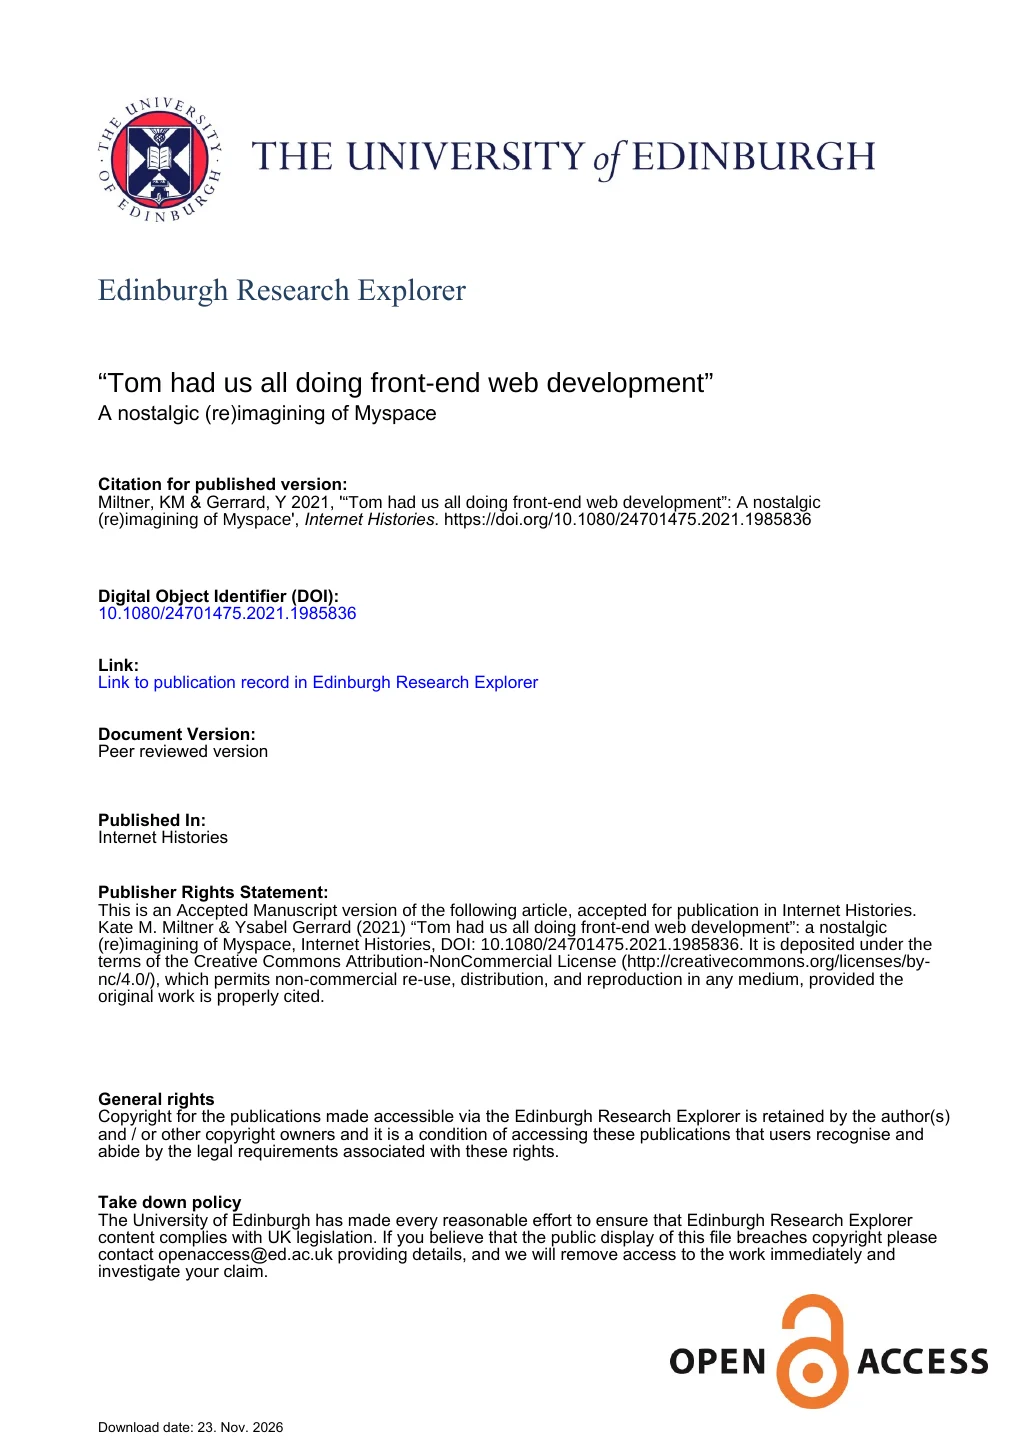 THE UNIVERSITY OF EDINBURGH
THE UNIVERSITY of EDINBURGH
Edinburgh Research Explorer
“Tom had us all doing front-end web development”
A nostalgic (re)imagining of Myspace
Citation for published version:
Miltner, KM & Gerrard, Y 2021, '“Tom had us all doing front-end web development”: A nostalgic
(re)imagining of Myspace', Internet Histories. https://doi.org/10.1080/24701475.2021.1985836
Digital Object Identifier (DOI):
10.1080/24701475.2021.1985836
Link:
Link to publication record in Edinburgh Research Explorer
Document Version:
Peer reviewed version
Published In:
Internet Histories
Publisher Rights Statement:
This is an Accepted Manuscript version of the following article, accepted for publication in Internet Histories.
Kate M. Miltner & Ysabel Gerrard (2021) “Tom had us all doing front-end web development”: a nostalgic
(re)imagining of Myspace, Internet Histories, DOI: 10.1080/24701475.2021.1985836. It is deposited under the
terms of the Creative Commons Attribution-NonCommercial License (http://creativecommons.org/licenses/by-
nc/4.0/), which permits non-commercial re-use, distribution, and reproduction in any medium, provided the
original work is properly cited.
General rights
Copyright for the publications made accessible via the Edinburgh Research Explorer is retained by the author(s)
and / or other copyright owners and it is a condition of accessing these publications that users recognise and
abide by the legal requirements associated with these rights.
Take down policy
The University of Edinburgh has made every reasonable effort to ensure that Edinburgh Research Explorer
content complies with UK legislation. If you believe that the public display of this file breaches copyright please
contact openaccess@ed.ac.uk providing details, and we will remove access to the work immediately and
investigate your claim.
OPEN ACCESS
Download date: 23. Nov. 2026